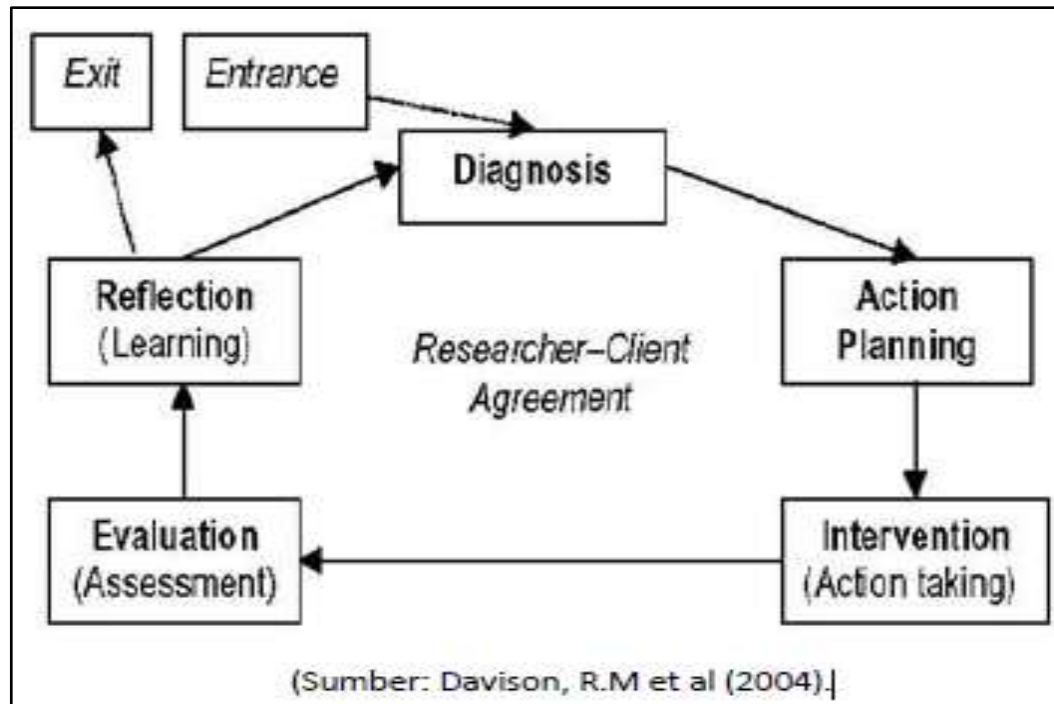 Exit
Entrance
Diagnosis
Reflection
(Learning)
Action
Planning
Researcher–Client
Agreement
Evaluation
(Assessment)
Intervention
(Action taking)
(Sumber: Davison, R.M et al (2004).